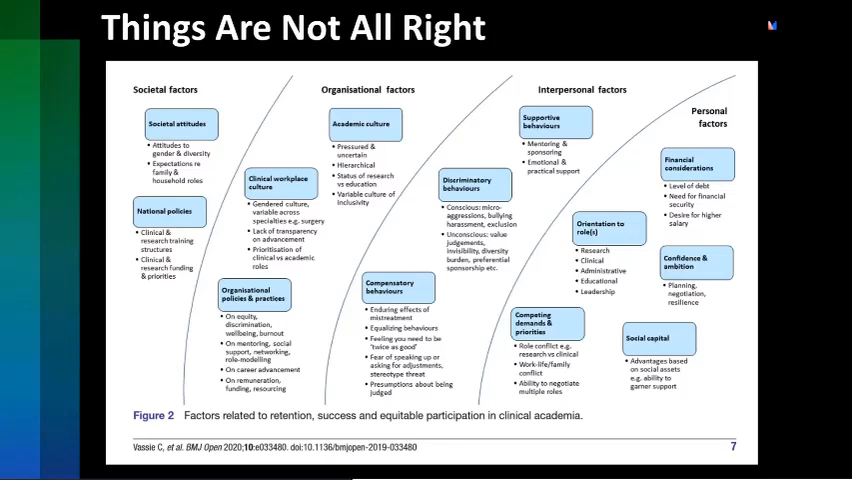 Things Are Not All Right
Societal factors
Societal attitudes
• Attitudes to
gender & diversity
• Expectations re
family &
household roles
National policies
• Clinical &
research training
structures
• Clinical &
research funding
& priorities
Organisational factors
Clinical workplace
culture
• Gendered culture,
variable across
specialties e.g. surgery
• Lack of transparency
on advancement
• Prioritisation of
clinical vs academic
roles
Organisational
policies & practices
• On equity,
discrimination,
wellbeing, burnout
• On mentoring, social
support, networking,
role-modelling
• On career advancement
• On remuneration,
funding, resourcing
Academic culture
• Pressured &
uncertain
• Hierarchical
• Status of research
vs education
• Variable culture of
inclusivity
Interpersonal factors
Supportive
behaviours
• Mentoring &
sponsoring
• Emotional &
practical support
Discriminatory
behaviours
• Conscious: micro-
aggressions, bullying
harassment, exclusion
• Unconscious: value
judgements,
invisibility, diversity
burden, preferential
sponsorship etc.
Compensatory
behaviours
• Enduring effects of
mistreatment
• Equalizing behaviours
• Feeling you need to be
'twice as good'
• Fear of speaking up or
asking for adjustments,
stereotype threat
• Presumptions about being
judged
Personal
factors
Financial
considerations
• Level of debt
• Need for financial
security
• Desire for higher
salary
Orientation to
role(s)
• Research
• Clinical
• Administrative
• Educational
• Leadership
Confidence &
ambition
• Planning,
negotiation,
resilience
Competing
demands &
priorities
• Role conflict e.g.
research vs clinical
• Work-life/family
conflict
• Ability to negotiate
multiple roles
Social capital
• Advantages based
on social assets
e.g. ability to
garner support
Figure 2 Factors related to retention, success and equitable participation in clinical academia.
Vassie C, et al. BMJ Open 2020;10:e033480. doi:10.1136/bmjopen-2019-033480
7